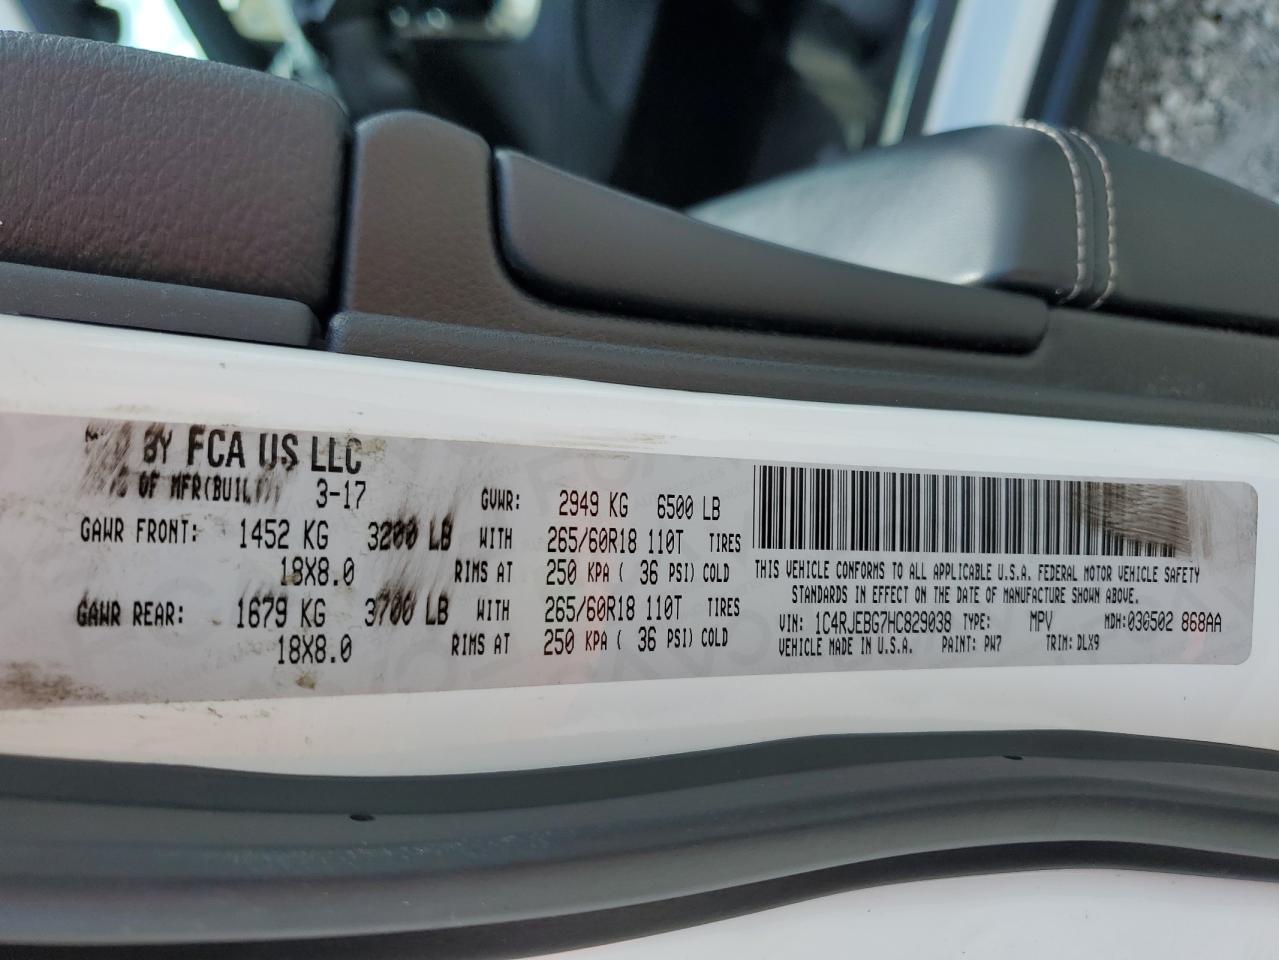 BY FCA US LLC
OF MFR(BUILT) 3-17
GVWR: 2949 KG 6500 LB
GAWR FRONT: 1452 KG 3200 LB WITH 265/60R18 110T TIRES
18X8.0 RIMS AT 250 KPA ( 36 PSI) COLD
GAWR REAR: 1679 KG 3700 LB WITH 265/60R18 110T TIRES
18X8.0 RIMS AT 250 KPA ( 36 PSI) COLD
THIS VEHICLE CONFORMS TO ALL APPLICABLE U.S.A. FEDERAL MOTOR VEHICLE SAFETY
STANDARDS IN EFFECT ON THE DATE OF MANUFACTURE SHOWN ABOVE.
VIN: 1C4RJEBG7HC829038 TYPE: MPV MDH:030502 868AA
VEHICLE MADE IN U.S.A. PAINT: PW7 TRIM: DLX9